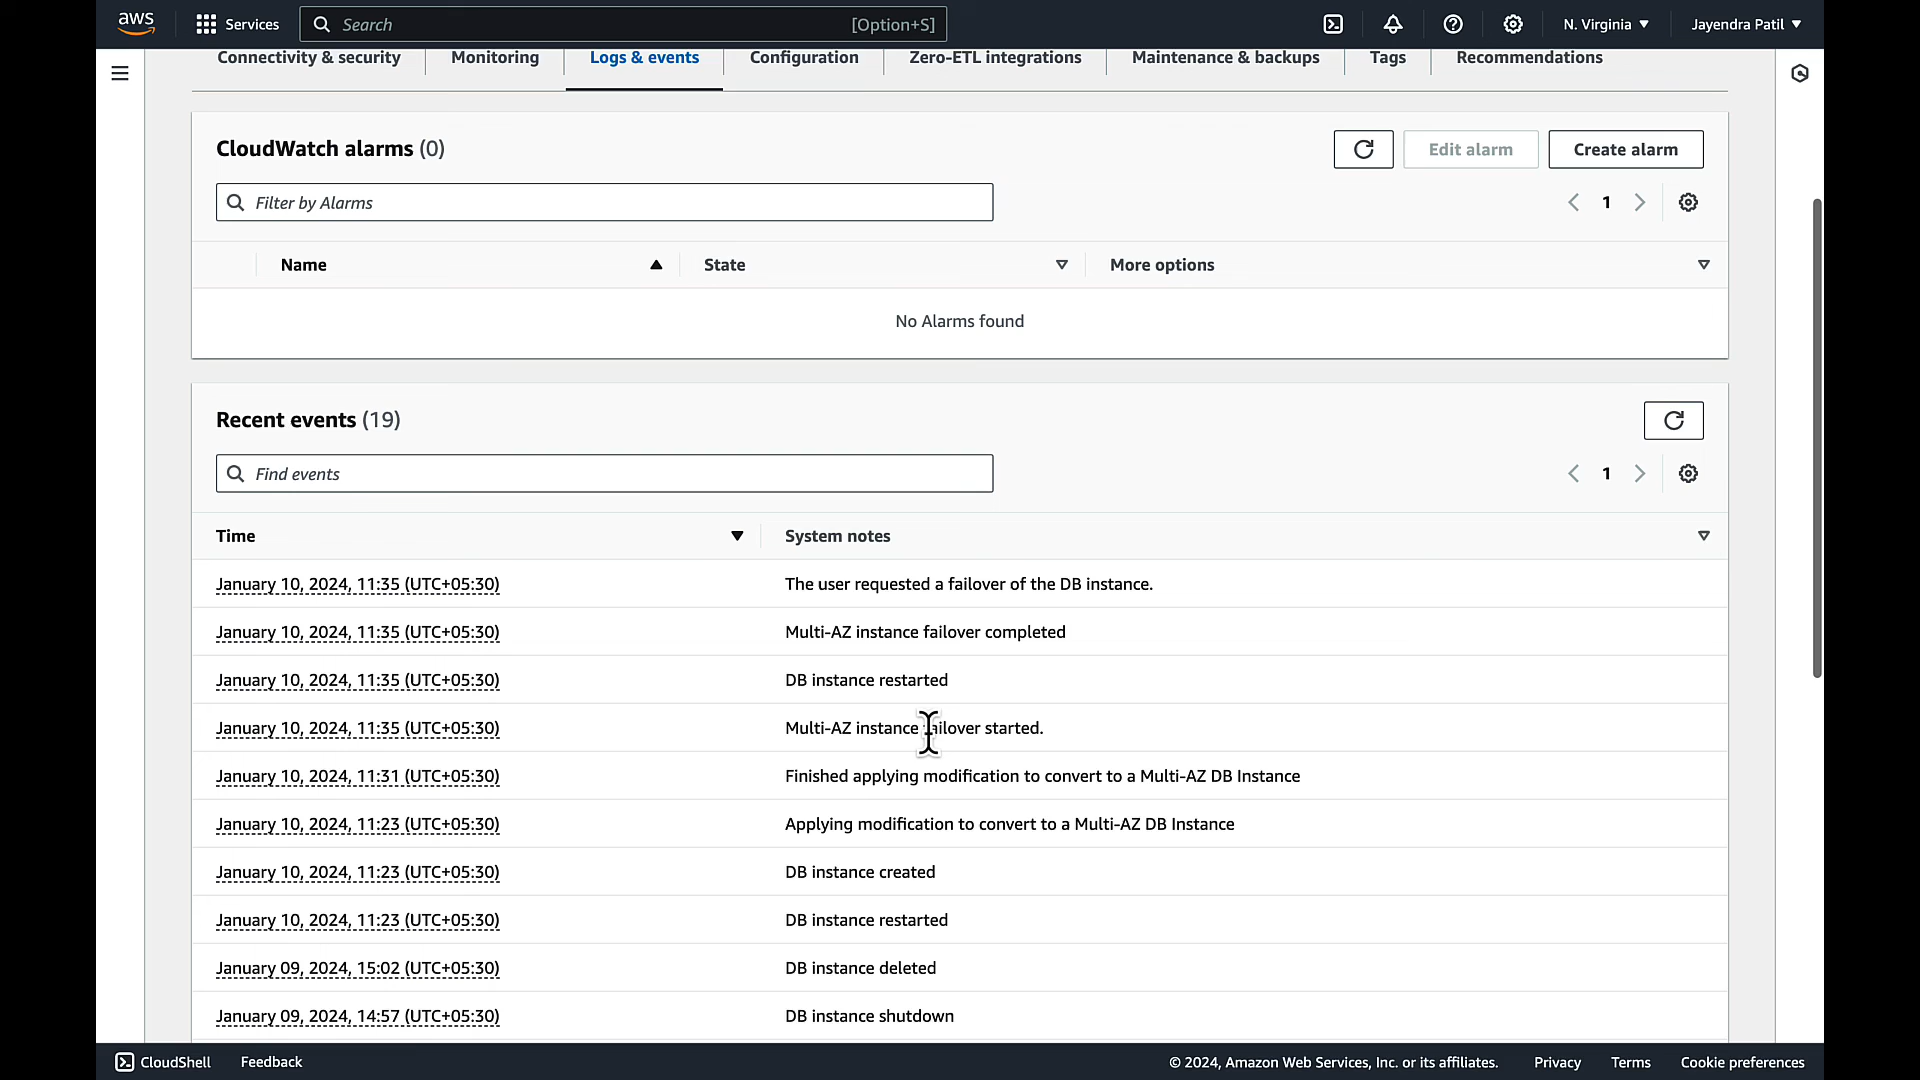 aws Services Search [Option+S] N. Virginia Jayendra Patil
Connectivity & security Monitoring Logs & events Configuration Zero-ETL integrations Maintenance & backups Tags Recommendations
CloudWatch alarms (0) Edit alarm Create alarm
Filter by Alarms 1
Name State More options
No Alarms found
Recent events (19)
Find events 1
Time System notes
January 10, 2024, 11:35 (UTC+05:30) The user requested a failover of the DB instance.
January 10, 2024, 11:35 (UTC+05:30) Multi-AZ instance failover completed
January 10, 2024, 11:35 (UTC+05:30) DB instance restarted
January 10, 2024, 11:35 (UTC+05:30) Multi-AZ instance failover started.
January 10, 2024, 11:31 (UTC+05:30) Finished applying modification to convert to a Multi-AZ DB Instance
January 10, 2024, 11:23 (UTC+05:30) Applying modification to convert to a Multi-AZ DB Instance
January 10, 2024, 11:23 (UTC+05:30) DB instance created
January 10, 2024, 11:23 (UTC+05:30) DB instance restarted
January 09, 2024, 15:02 (UTC+05:30) DB instance deleted
January 09, 2024, 14:57 (UTC+05:30) DB instance shutdown
CloudShell Feedback © 2024, Amazon Web Services, Inc. or its affiliates. Privacy Terms Cookie preferences